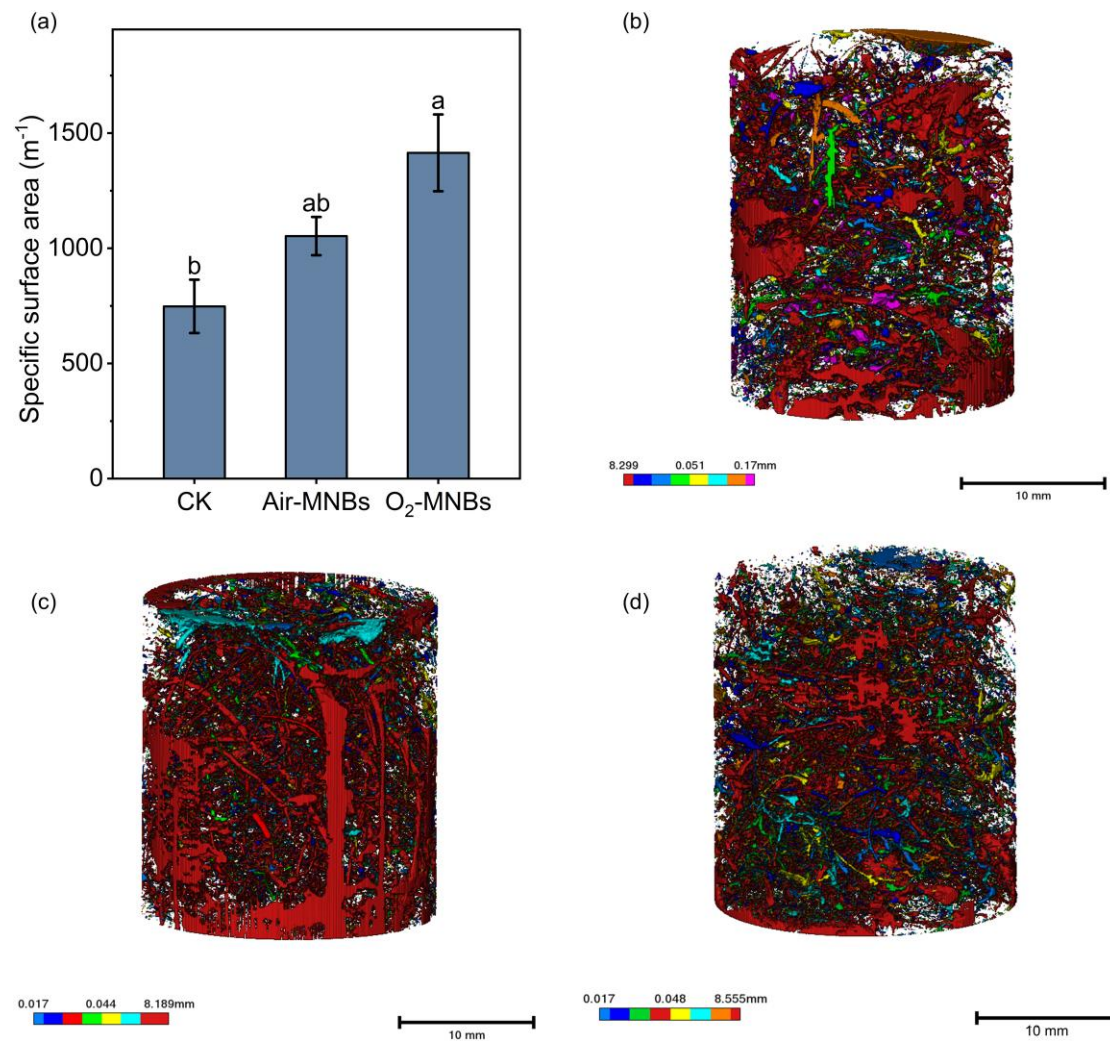 (a)
Specific surface area (m⁻¹)
1500
1000
500
0
b
ab
a
CK Air-MNBs O₂-MNBs
(b)
8.299 0.051 0.17mm
10 mm
(c)
0.017 0.044 8.189mm
10 mm
(d)
0.017 0.048 8.555mm
10 mm